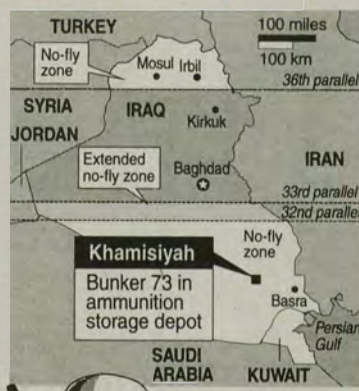 TURKEY
100 miles
100 km
No-fly
zone
Mosul
Irbil
36th parallel
SYRIA
IRAQ
Kirkuk
JORDAN
Extended
no-fly zone
Baghdad
IRAN
33rd parallel
32nd parallel
Khamisiyah
Bunker 73 in
ammunition
storage depot
No-fly
zone
Basra
Persian
Gulf
SAUDI
ARABIA
KUWAIT